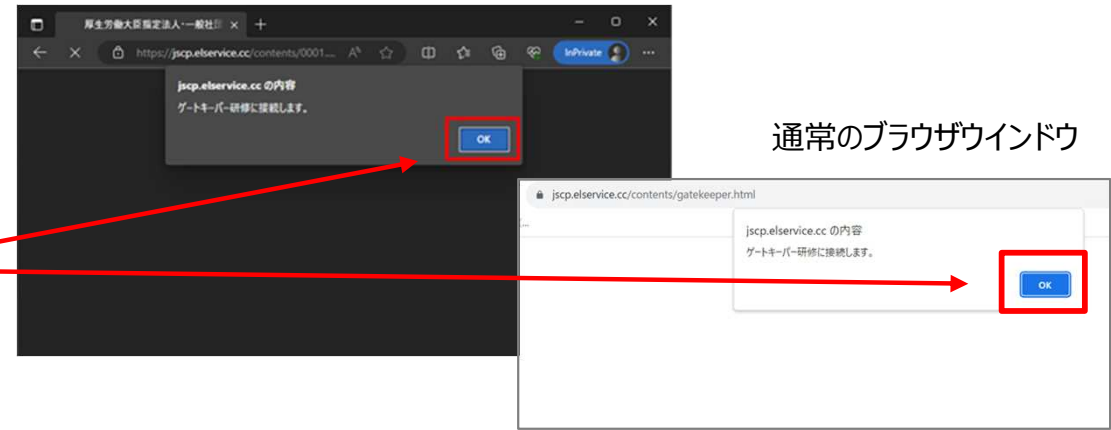 厚生労働大臣指定法人・一般社
https://jscp.elservice.cc/contents/0001...
InPrivate
jscp.elservice.cc の内容
ゲートキーパー研修に接続します。
OK
通常のブラウザウインドウ
jscp.elservice.cc/contents/gatekeeper.html
jscp.elservice.cc の内容
ゲートキーパー研修に接続します。
OK